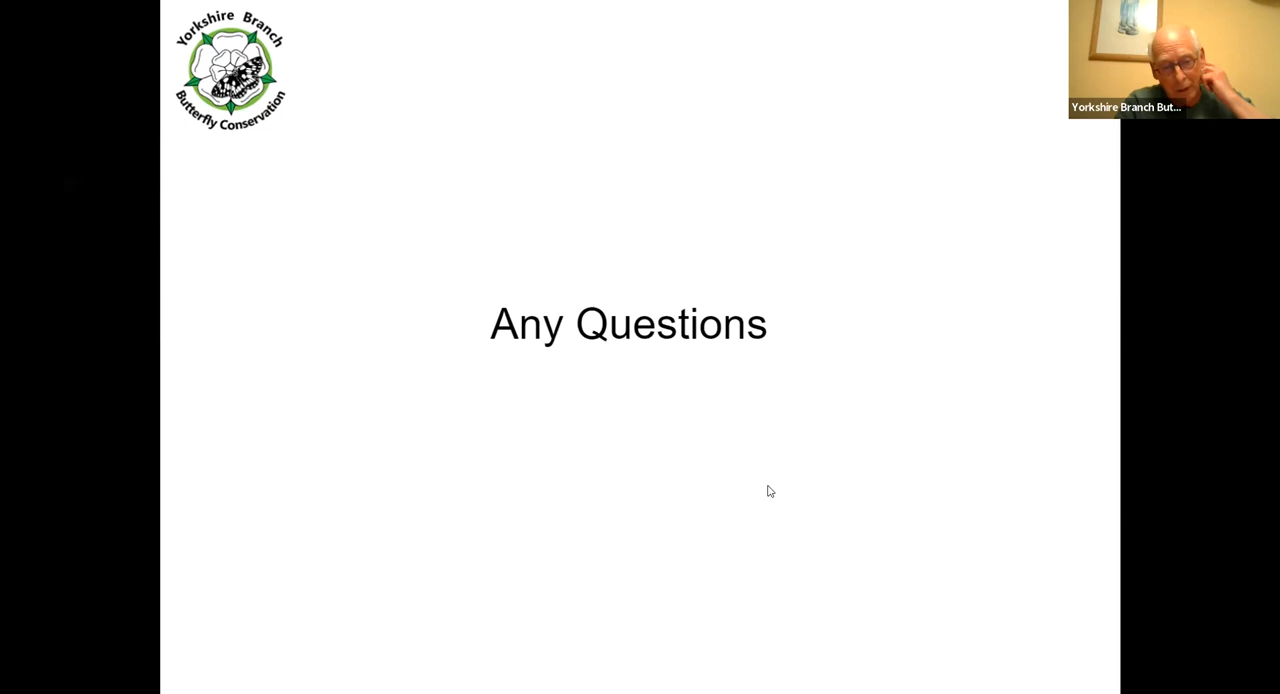 Yorkshire Branch
Butterfly Conservation
Yorkshire Branch But...
Any Questions